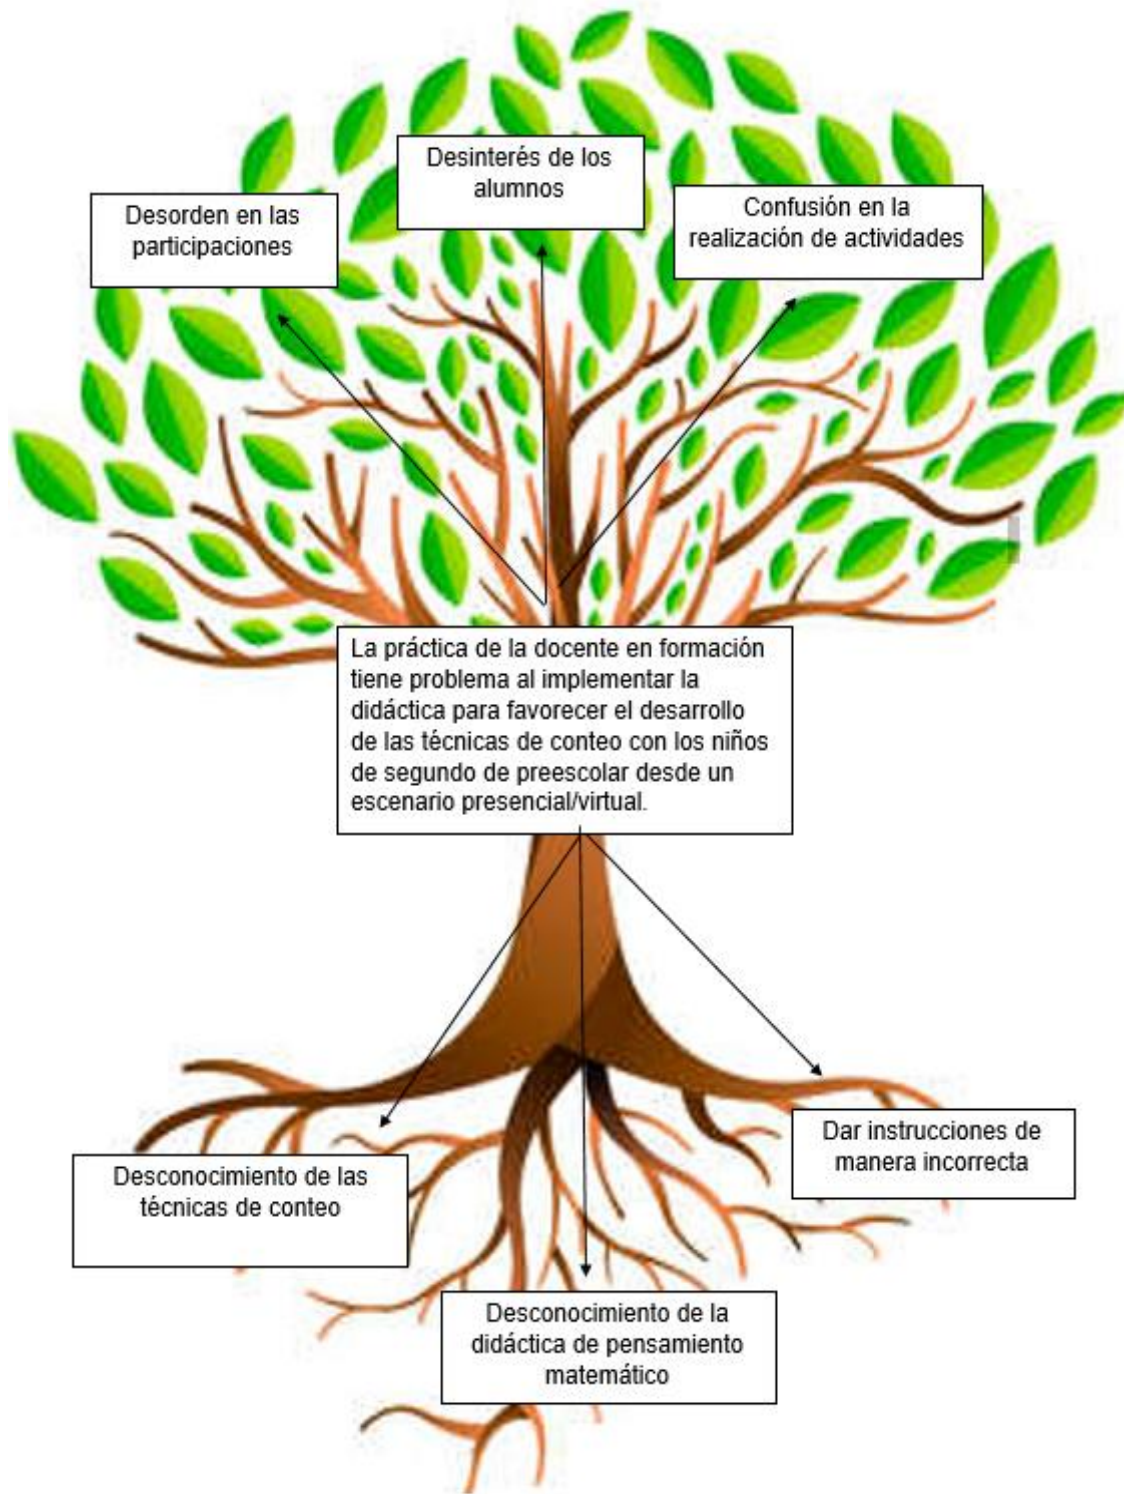 Desinterés de los
alumnos
Desorden en las
participaciones
Confusión en la
realización de actividades
La práctica de la docente en formación
tiene problema al implementar la
didáctica para favorecer el desarrollo
de las técnicas de conteo con los niños
de segundo de preescolar desde un
escenario presencial/virtual.
Dar instrucciones de
manera incorrecta
Desconocimiento de las
técnicas de conteo
Desconocimiento de la
didáctica de pensamiento
matemático